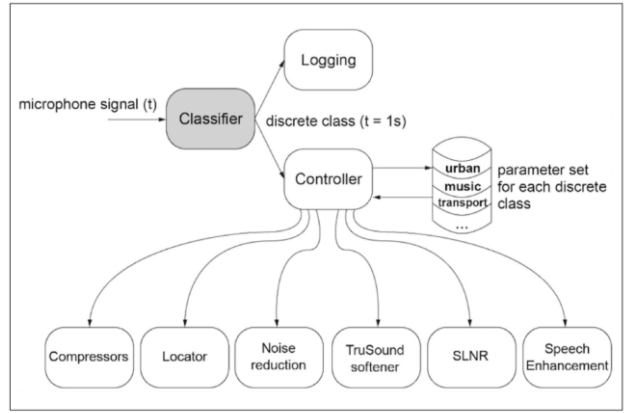 Logging
microphone signal (t)
Classifier
discrete class (t = 1s)
Controller
urban
music
transport
...
parameter set
for each discrete
class
Compressors
Locator
Noise
reduction
TruSound
softener
SLNR
Speech
Enhancement